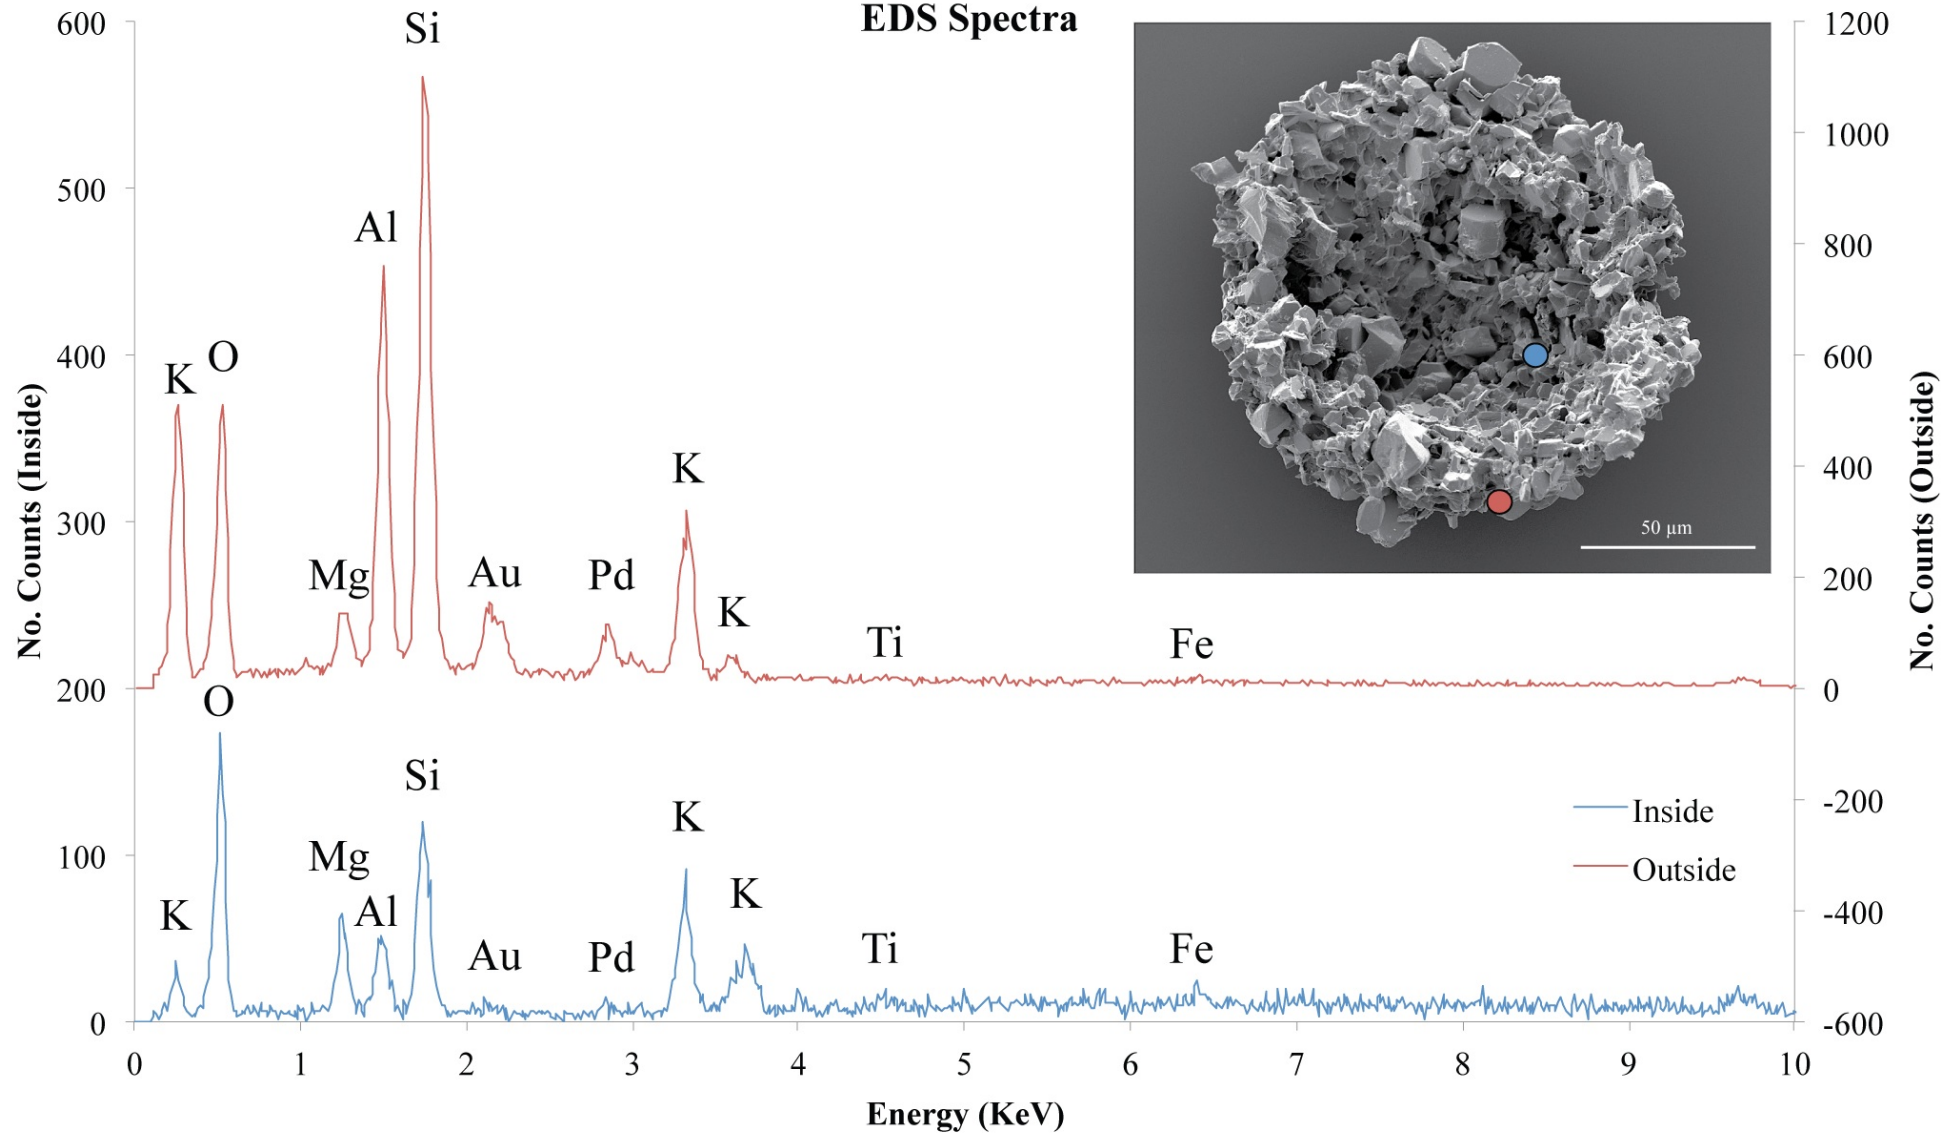 EDS Spectra
600
500
400
300
200
100
0
No. Counts (Inside)
1200
1000
800
600
400
200
0
-200
-400
-600
No. Counts (Outside)
K
O
Mg
Al
Si
Au
Pd
K
K
Ti
Fe
50 µm
K
O
Mg
Al
Si
Au
Pd
K
K
Ti
Fe
Inside
Outside
0 1 2 3 4 5 6 7 8 9 10
Energy (KeV)